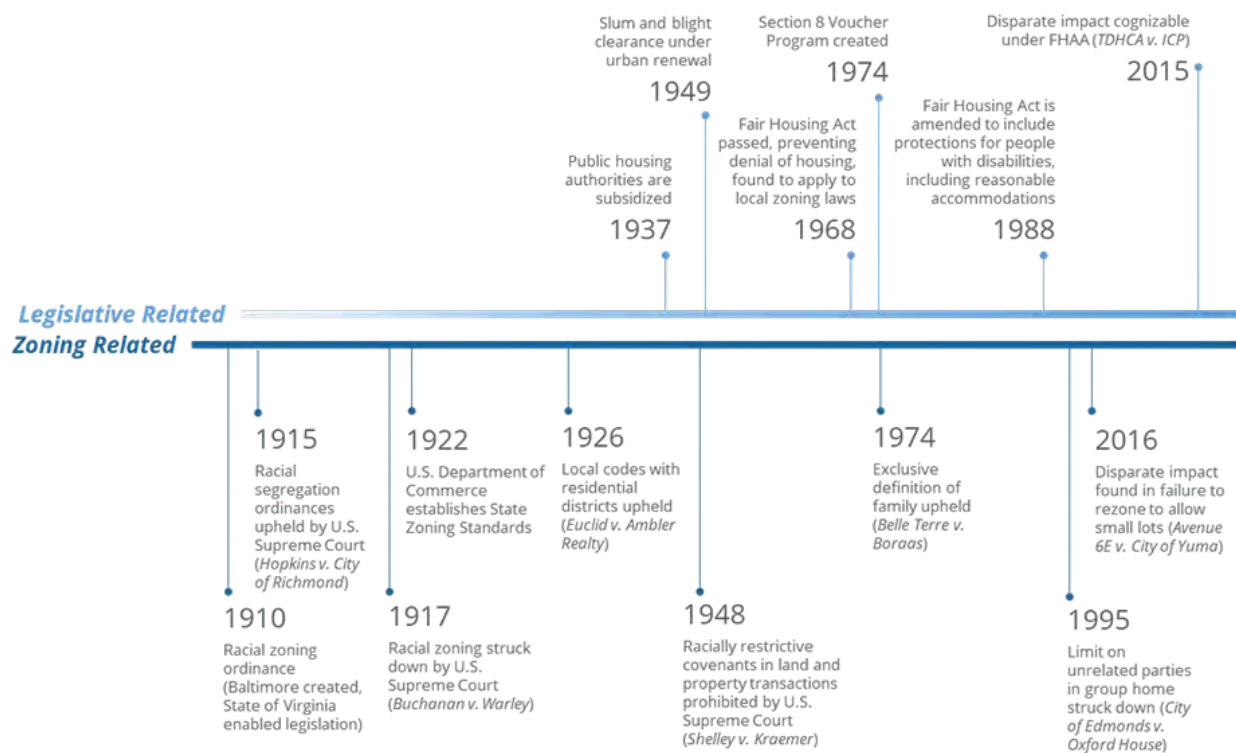 Slum and blight
clearance under
urban renewal
1949
Section 8 Voucher
Program created
1974
Disparate impact cognizable
under FHAA (TDHCA v. ICP)
2015
Public housing
authorities are
subsidized
1937
Fair Housing Act
passed, preventing
denial of housing,
found to apply to
local zoning laws
1968
Fair Housing Act is
amended to include
protections for people
with disabilities,
including reasonable
accommodations
1988
Legislative Related
Zoning Related
1915
Racial
segregation
ordinances
upheld by U.S.
Supreme Court
(Hopkins v. City
of Richmond)
1922
U.S. Department of
Commerce
establishes State
Zoning Standards
1926
Local codes with
residential
districts upheld
(Euclid v. Ambler
Realty)
1974
Exclusive
definition of
family upheld
(Belle Terre v.
Boraas)
2016
Disparate impact
found in failure to
rezone to allow
small lots (Avenue
6E v. City of Yuma)
1910
Racial zoning
ordinance
(Baltimore created,
State of Virginia
enabled legislation)
1917
Racial zoning struck
down by U.S.
Supreme Court
(Buchanan v. Warley)
1948
Racially restrictive
covenants in land and
property transactions
prohibited by U.S.
Supreme Court
(Shelley v. Kraemer)
1995
Limit on
unrelated parties
in group home
struck down (City
of Edmonds v.
Oxford House)